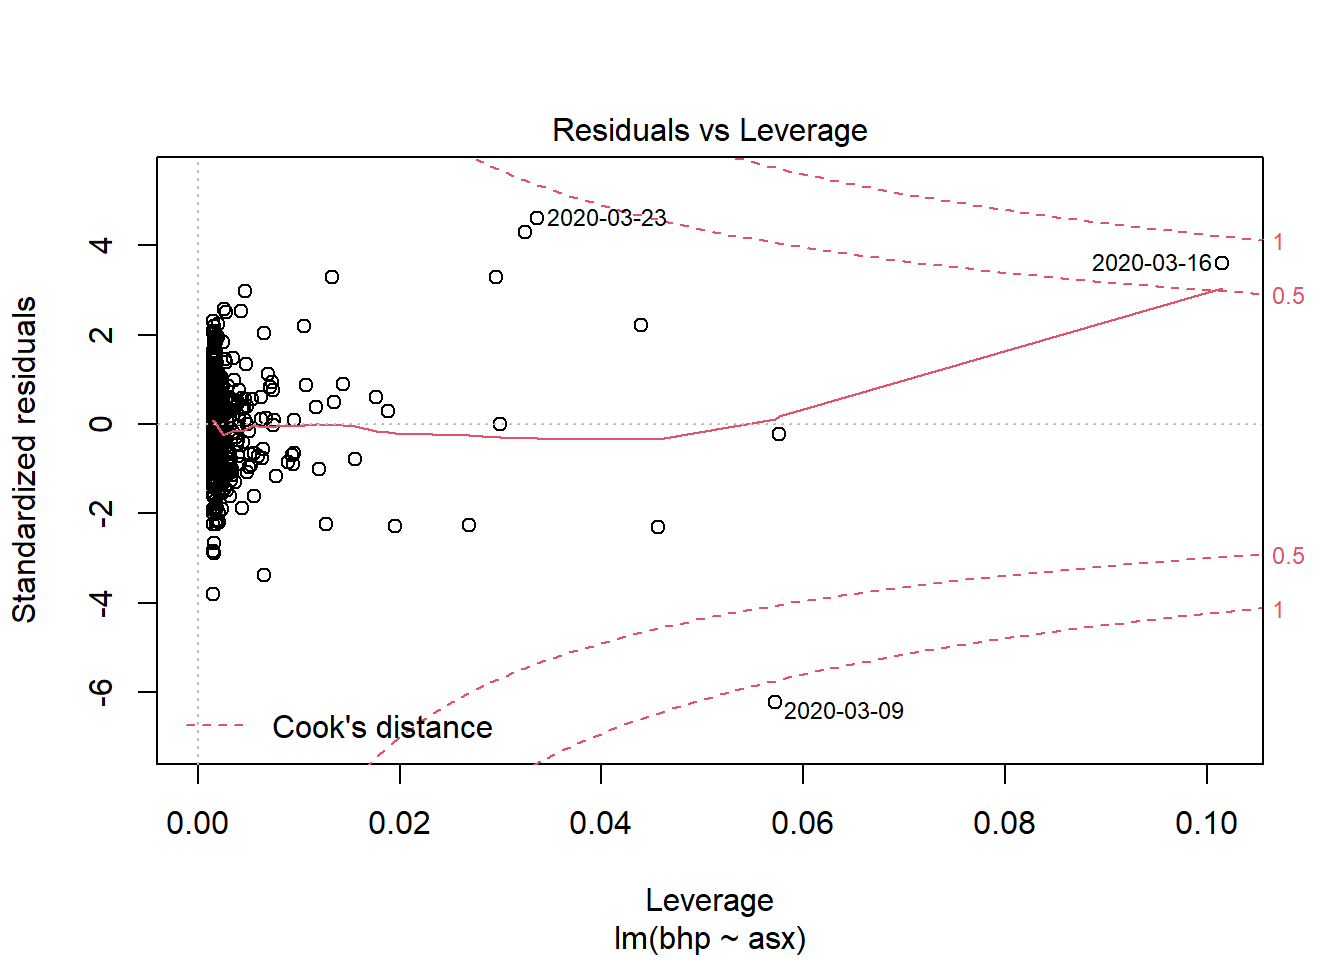 Residuals vs Leverage
Standardized residuals
4
2
0
-2
-4
-6
2020-03-23
2020-03-16
2020-03-09
1
0.5
0.5
1
Cook's distance
0.00 0.02 0.04 0.06 0.08 0.10
Leverage
lm(bhp ~ asx)